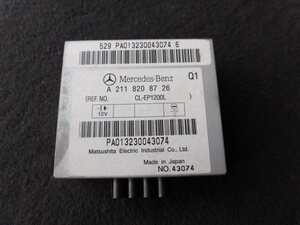 529 PA013230043074 6
Mercedes-Benz Q1
A 211 820 87 26
(REF. NO. CL-EP1200L )
12V
PA013230043074
Matsushita Electric Industrial Co., Ltd.
Made in Japan
NO. 43074